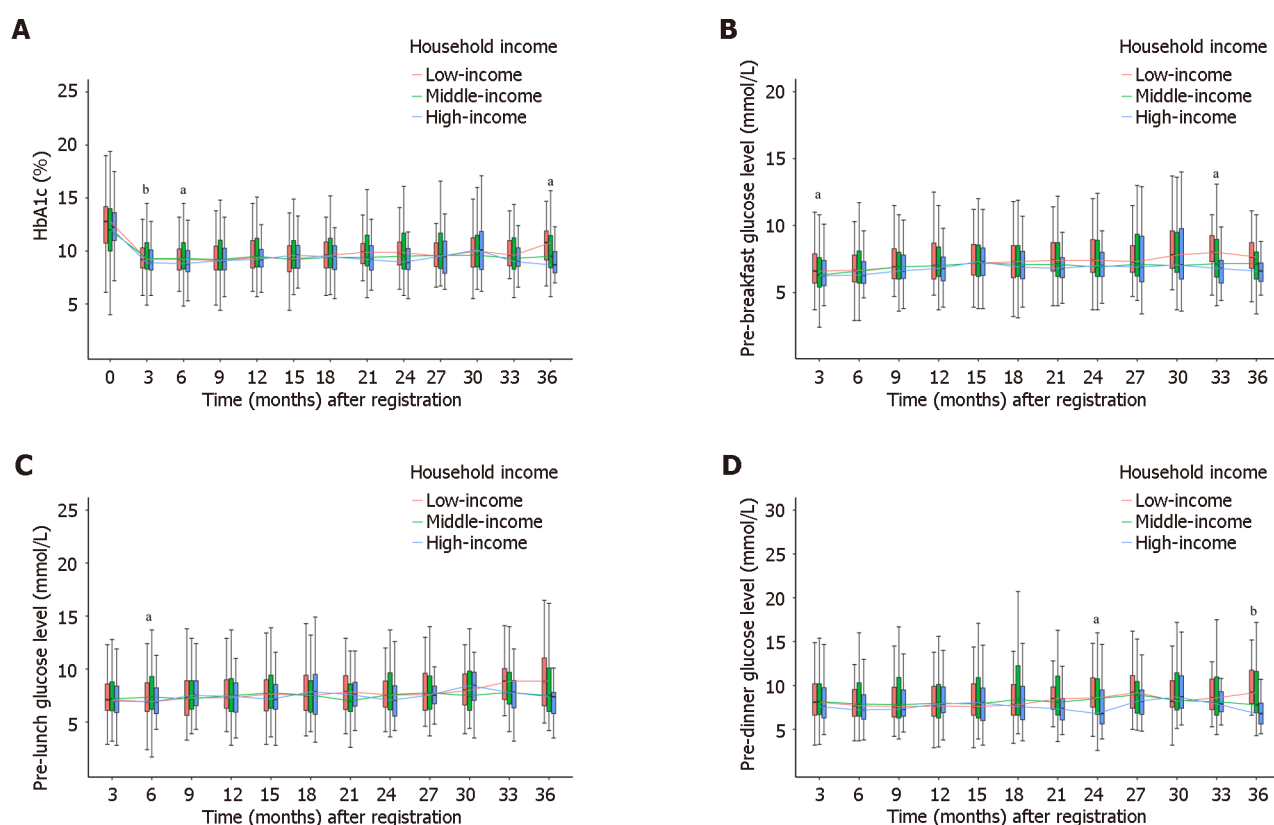 A
Household income
Low-income
Middle-income
High-income
HbA1c (%)
25
20
15
10
5
b
a
a
0 3 6 9 12 15 18 21 24 27 30 33 36
Time (months) after registration
B
Household income
Low-income
Middle-income
High-income
Pre-breakfast glucose level (mmol/L)
20
15
10
5
a
a
3 6 9 12 15 18 21 24 27 30 33 36
Time (months) after registration
C
Household income
Low-income
Middle-income
High-income
Pre-lunch glucose level (mmol/L)
25
20
15
10
5
a
3 6 9 12 15 18 21 24 27 30 33 36
Time (months) after registration
D
Household income
Low-income
Middle-income
High-income
Pre-dinner glucose level (mmol/L)
30
25
20
15
10
5
a
b
3 6 9 12 15 18 21 24 27 30 33 36
Time (months) after registration